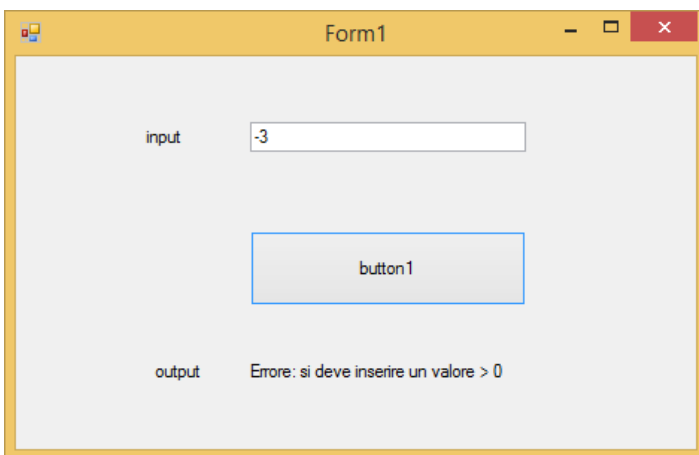 Form1
input -3
button1
output Errore: si deve inserire un valore > 0